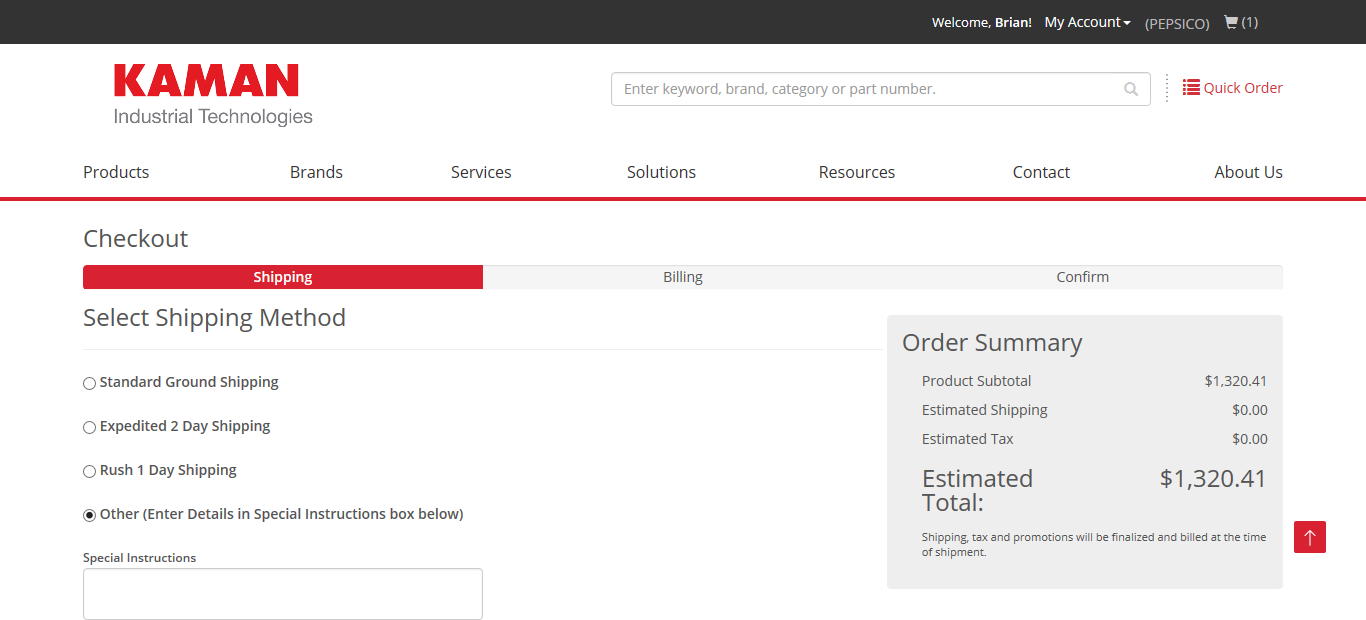 Welcome, Brian! My Account (PEPSICO) (1)
KAMAN
Industrial Technologies
Enter keyword, brand, category or part number.
Quick Order
Products Brands Services Solutions Resources Contact About Us
Checkout
Shipping Billing Confirm
Select Shipping Method
Standard Ground Shipping
Expedited 2 Day Shipping
Rush 1 Day Shipping
Other (Enter Details in Special Instructions box below)
Special Instructions
Order Summary
Product Subtotal $1,320.41
Estimated Shipping $0.00
Estimated Tax $0.00
Estimated $1,320.41
Total:
Shipping, tax and promotions will be finalized and billed at the time
of shipment.